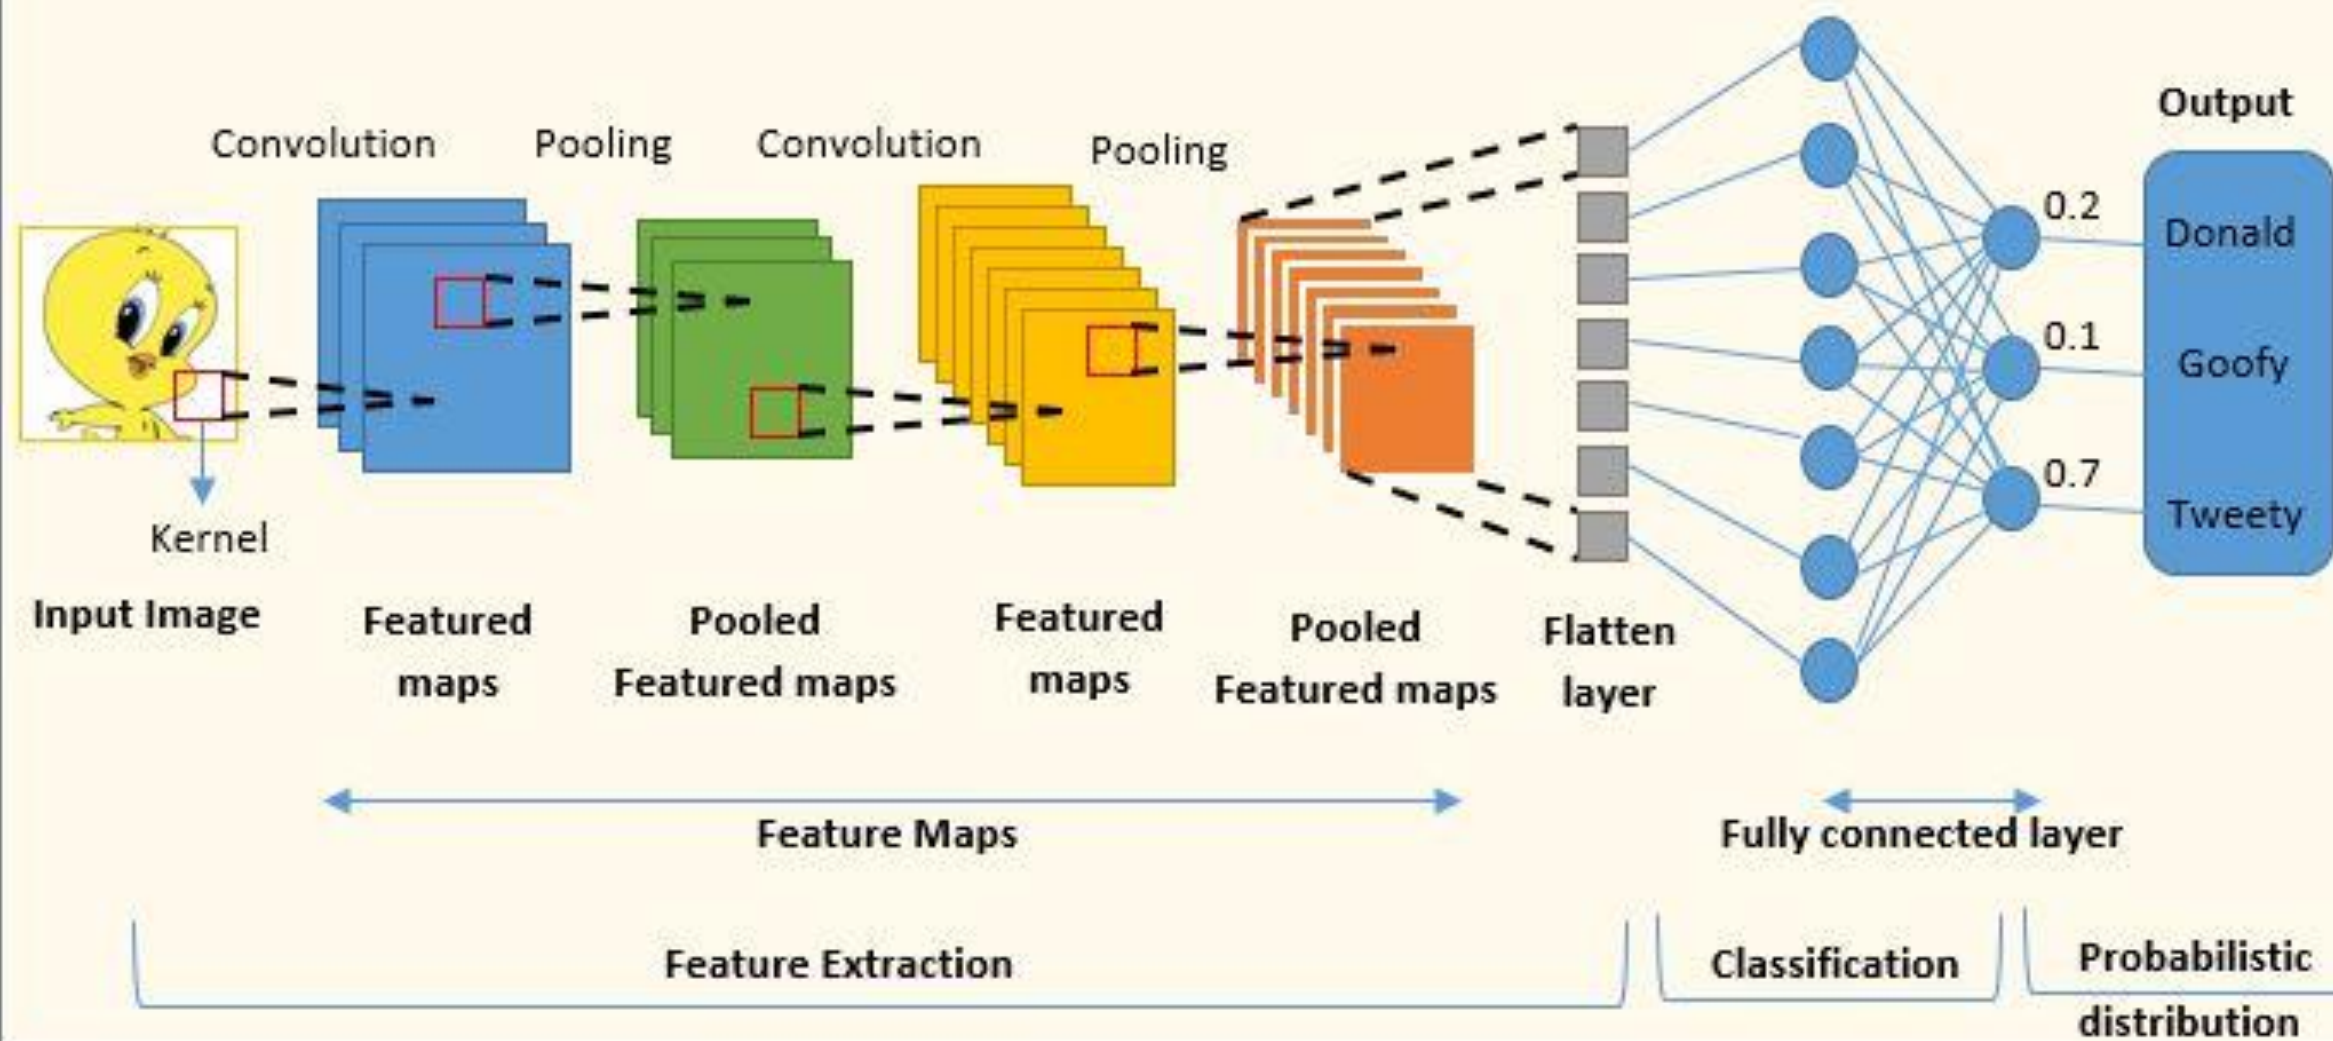 Convolution
Pooling
Convolution
Pooling
Output
0.2
Donald
0.1
Goofy
0.7
Tweety
Kernel
Input Image
Featured
maps
Pooled
Featured maps
Featured
maps
Pooled
Featured maps
Flatten
layer
Feature Maps
Fully connected layer
Feature Extraction
Classification
Probabilistic
distribution